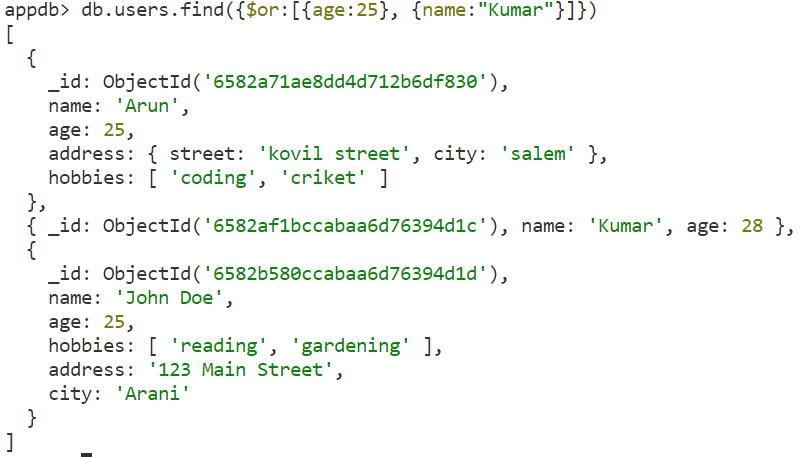 appdb> db.users.find({$or:[{age:25}, {name:"Kumar"}]})
[
  {
    _id: ObjectId('6582a71ae8dd4d712b6df830'),
    name: 'Arun',
    age: 25,
    address: { street: 'kovil street', city: 'salem' },
    hobbies: [ 'coding', 'criket' ]
  },
  { _id: ObjectId('6582af1bccabaa6d76394d1c'), name: 'Kumar', age: 28 },
  {
    _id: ObjectId('6582b580ccabaa6d76394d1d'),
    name: 'John Doe',
    age: 25,
    hobbies: [ 'reading', 'gardening' ],
    address: '123 Main Street',
    city: 'Arani'
  }
]